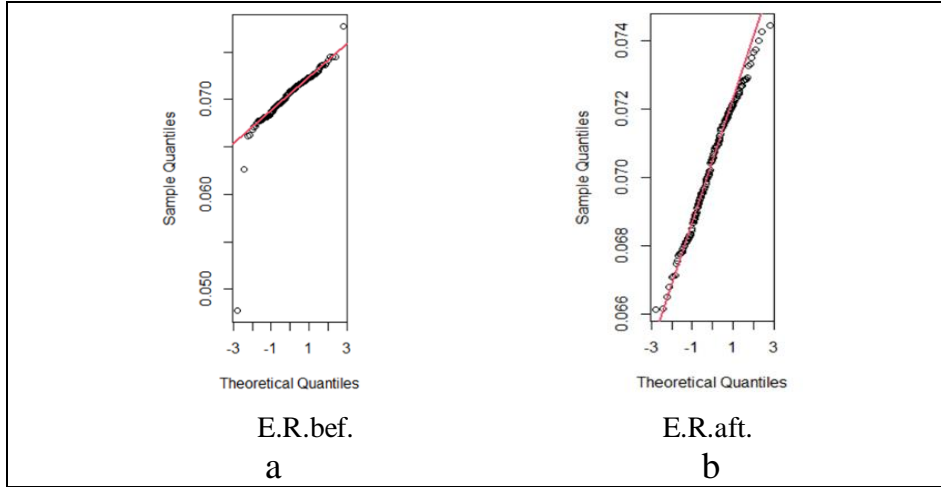 Sample Quantiles
0.070
0.060
0.050
-3 -1 1 3
Theoretical Quantiles
E.R.bef.
a
Sample Quantiles
0.074
0.072
0.070
0.068
0.066
-3 -1 1 3
Theoretical Quantiles
E.R.aft.
b